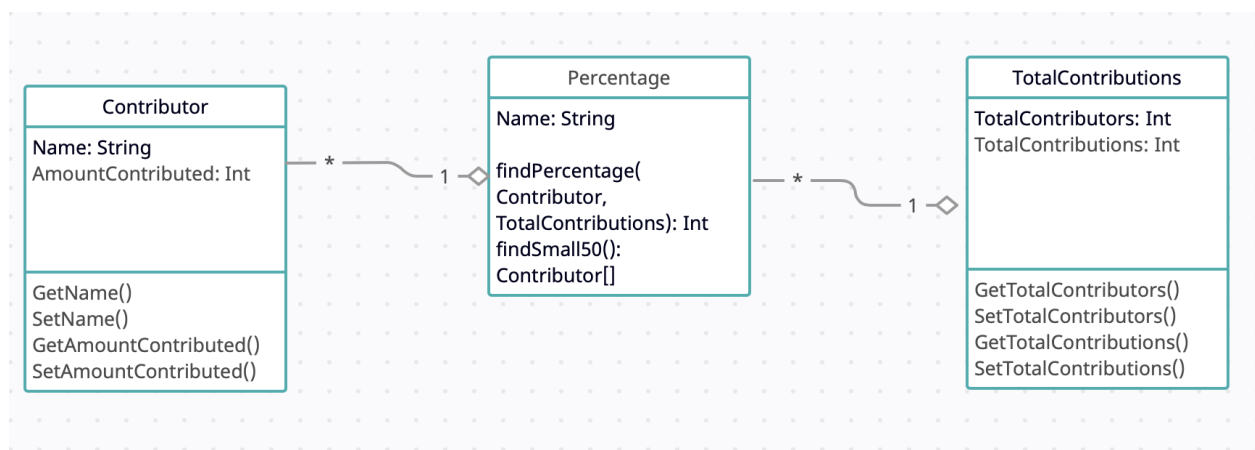 Contributor
Name: String
AmountContributed: Int
GetName()
SetName()
GetAmountContributed()
SetAmountContributed()
*
1
Percentage
Name: String
findPercentage(
Contributor,
TotalContributions): Int
findSmall50():
Contributor[]
*
1
TotalContributions
TotalContributors: Int
TotalContributions: Int
GetTotalContributors()
SetTotalContributors()
GetTotalContributions()
SetTotalContributions()